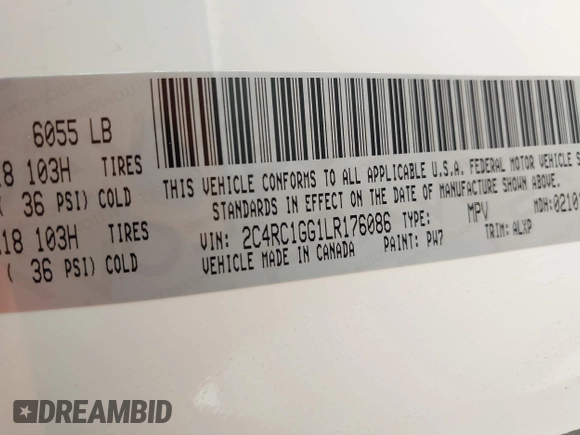 6055 LB
18 103H TIRES
( 36 PSI) COLD
18 103H TIRES
( 36 PSI) COLD
THIS VEHICLE CONFORMS TO ALL APPLICABLE U.S.A. FEDERAL MOTOR VEHICLE S
STANDARDS IN EFFECT ON THE DATE OF MANUFACTURE SHOWN ABOVE.
VIN: 2C4RC1GG1LR176086 TYPE: MPV MDH: 0210
VEHICLE MADE IN CANADA PAINT: PW7 TRIM: ALXP
DREAMBID